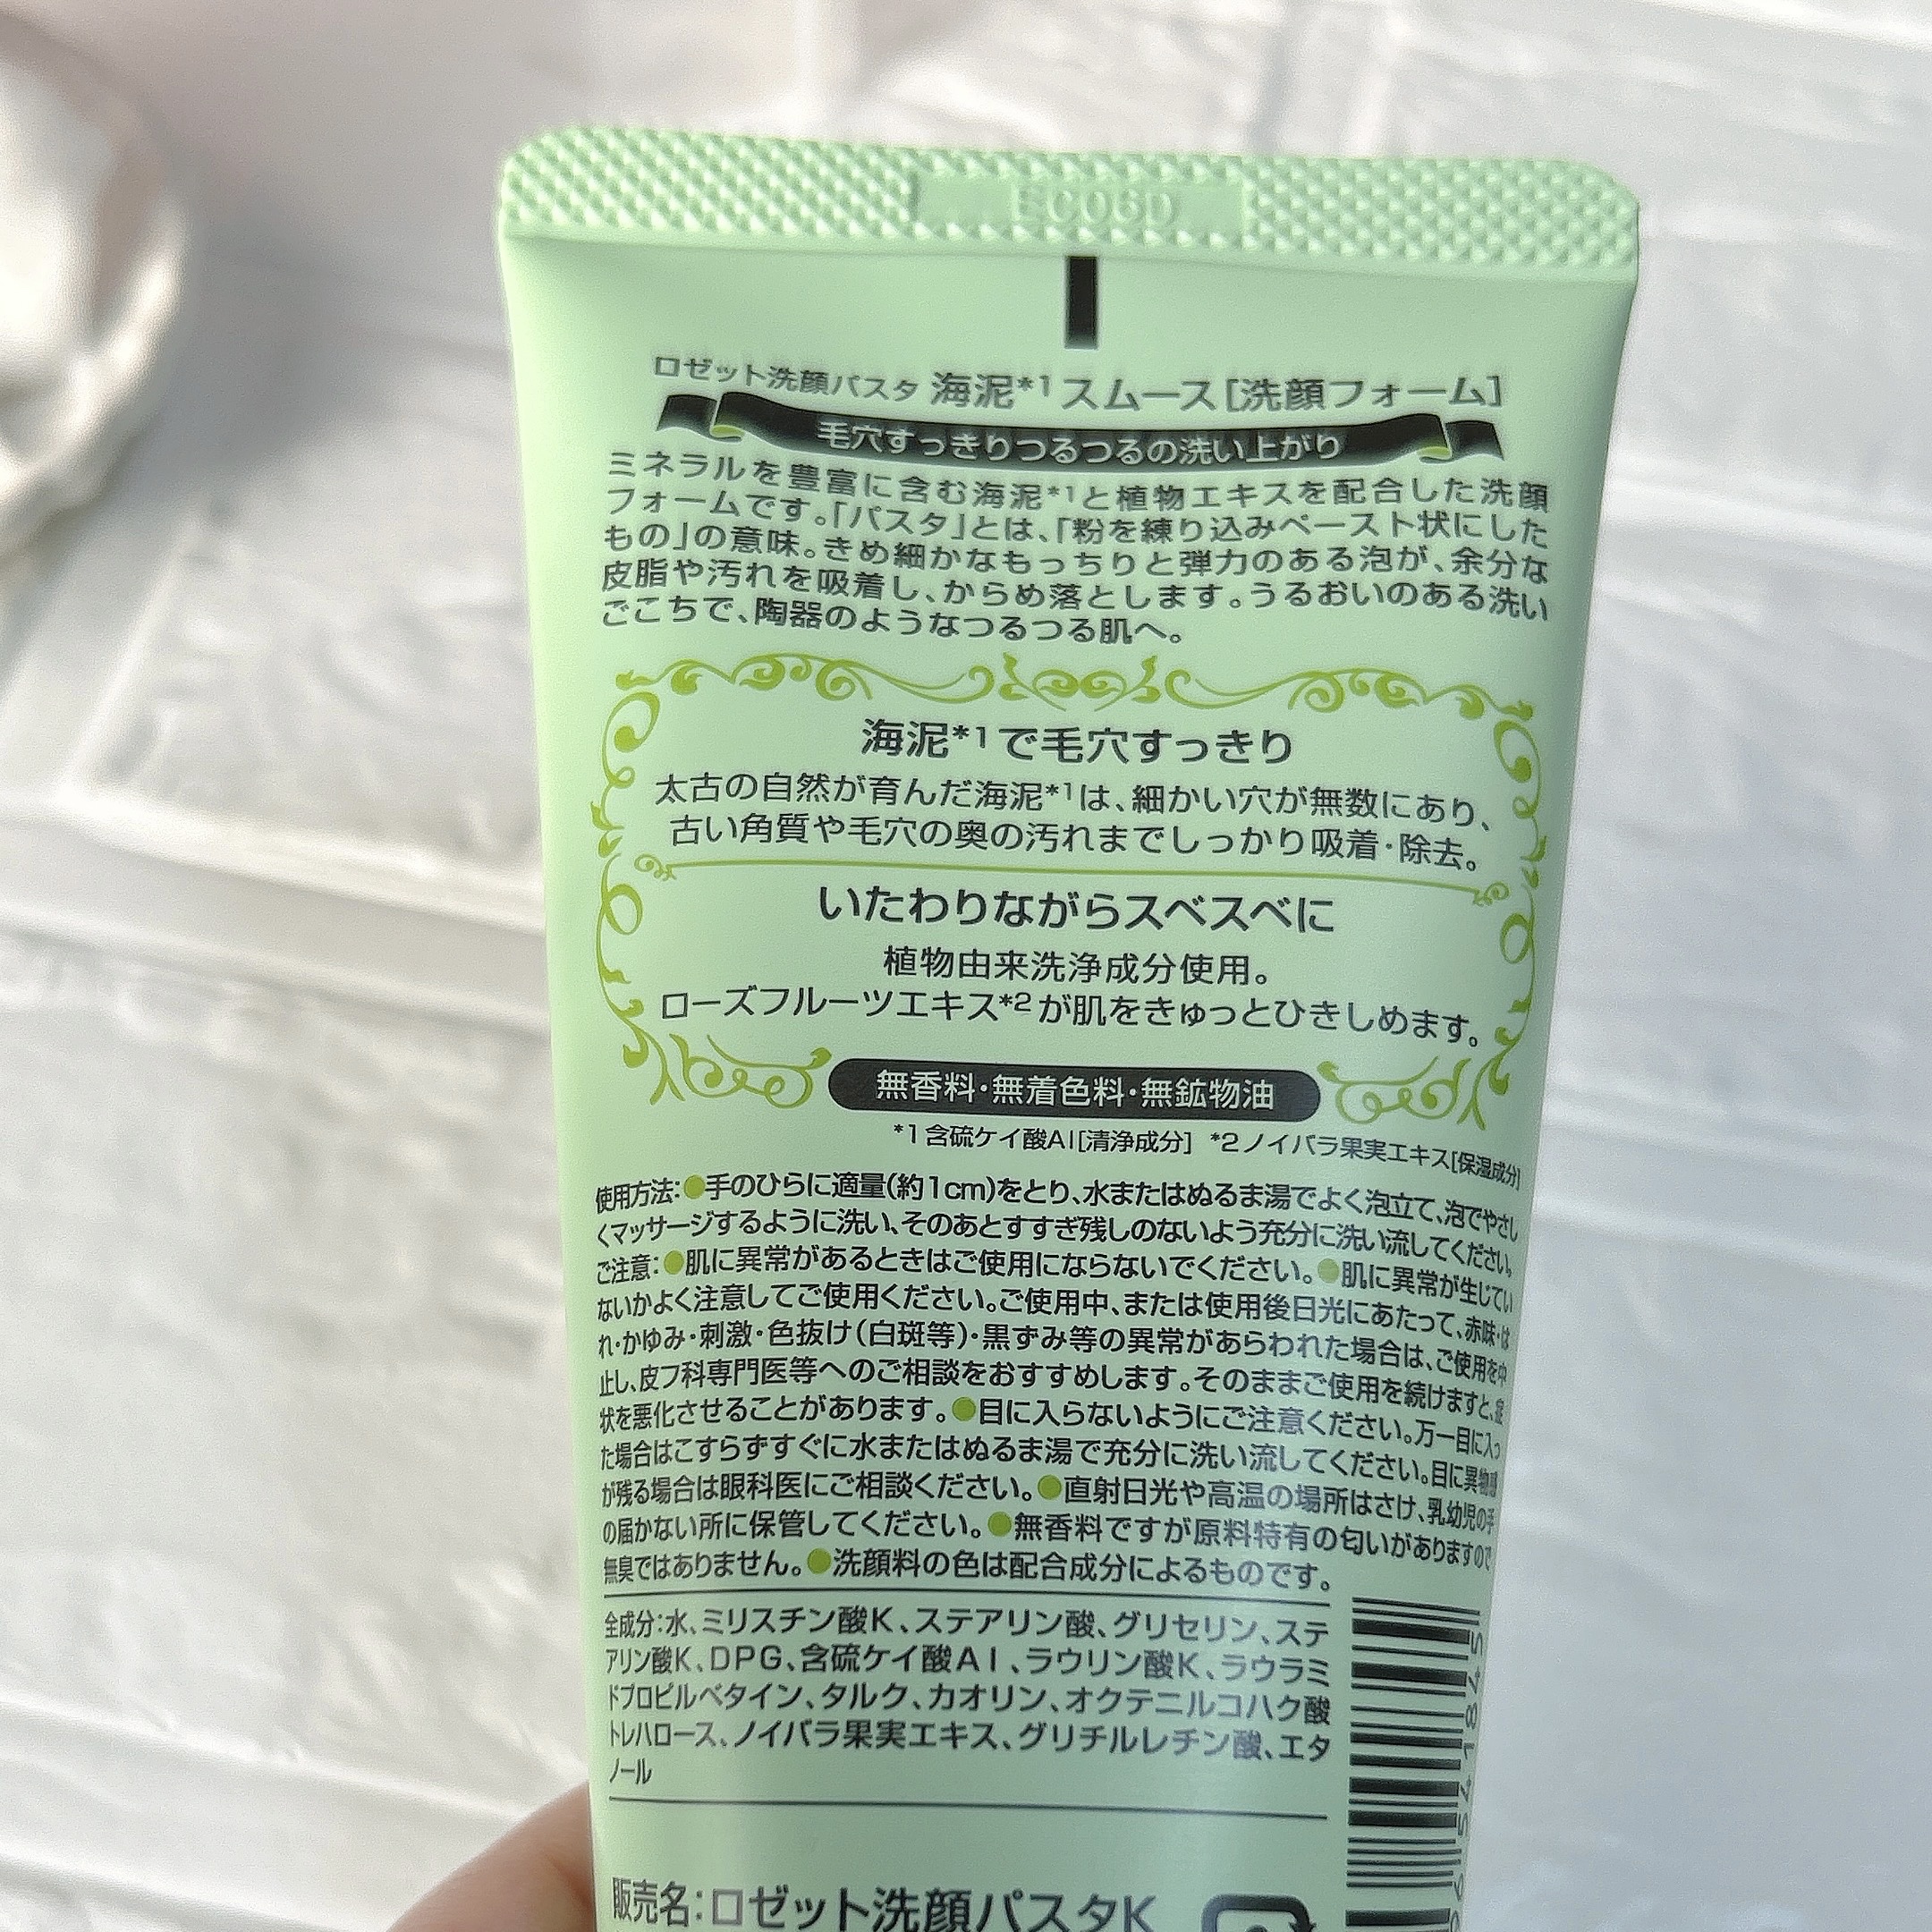 ロゼット洗顔パスタ 海泥*1 スムース[洗顔フォーム]
毛穴すっきりつるつるの洗い上がり
ミネラルを豊富に含む海泥*1と植物エキスを配合した洗顔
フォームです。「パスタ」とは、「粉を練り込みペースト状にした
もの」の意味。きめ細かなもっちりと弾力のある泡が、余分な
皮脂や汚れを吸着し、からめ落とします。うるおいのある洗い
ごこちで、陶器のようなつるつる肌へ。
海泥*1で毛穴すっきり
太古の自然が育んだ海泥*1は、細かい穴が無数にあり、
古い角質や毛穴の奥の汚れまでしっかり吸着・除去。
いたわりながらスベスベに
植物由来洗浄成分使用。
ローズフルーツエキス*2が肌をきゅっとひきしめます。
無香料・無着色料・無鉱物油
*1 含硫ケイ酸Al[清浄成分] *2 ノイバラ果実エキス[保湿成分]
使用方法:●手のひらに適量(約1cm)をとり、水またはぬるま湯でよく泡立て、泡でやさし
くマッサージするように洗い、そのあとすすぎ残しのないよう充分に洗い流してください。
ご注意:●肌に異常があるときはご使用にならないでください。●肌に異常が生じてい
ないかよく注意してご使用ください。ご使用中、または使用後日光にあたって、赤味・は
れ・かゆみ・刺激・色抜け(白斑等)・黒ずみ等の異常があらわれた場合は、ご使用を中
止し、皮フ科専門医等へのご相談をおすすめします。そのままご使用を続けますと、症
状を悪化させることがあります。●目に入らないようにご注意ください。万一目に入っ
た場合はこすらずすぐに水またはぬるま湯で充分に洗い流してください。目に異物感
が残る場合は眼科医にご相談ください。●直射日光や高温の場所はさけ、乳幼児の手
の届かない所に保管してください。●無香料ですが原料特有の匂いがありますので
無臭ではありません。●洗顔料の色は配合成分によるものです。
全成分:水、ミリスチン酸K、ステアリン酸、グリセリン、ステ
アリン酸K、DPG、含硫ケイ酸Al、ラウリン酸K、ラウラミ
ドプロピルベタイン、タルク、カオリン、オクテニルコハク酸
トレハロース、ノイバラ果実エキス、グリチルレチン酸、エタ
ノール
販売名:ロゼット洗顔パスタK